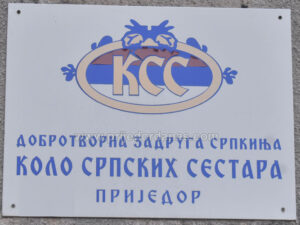 КСС
ДОБРОТВОРНА ЗАДРУГА СРПКИЊА
КОЛО СРПСКИХ СЕСТАРА
ПРИЈЕДОР